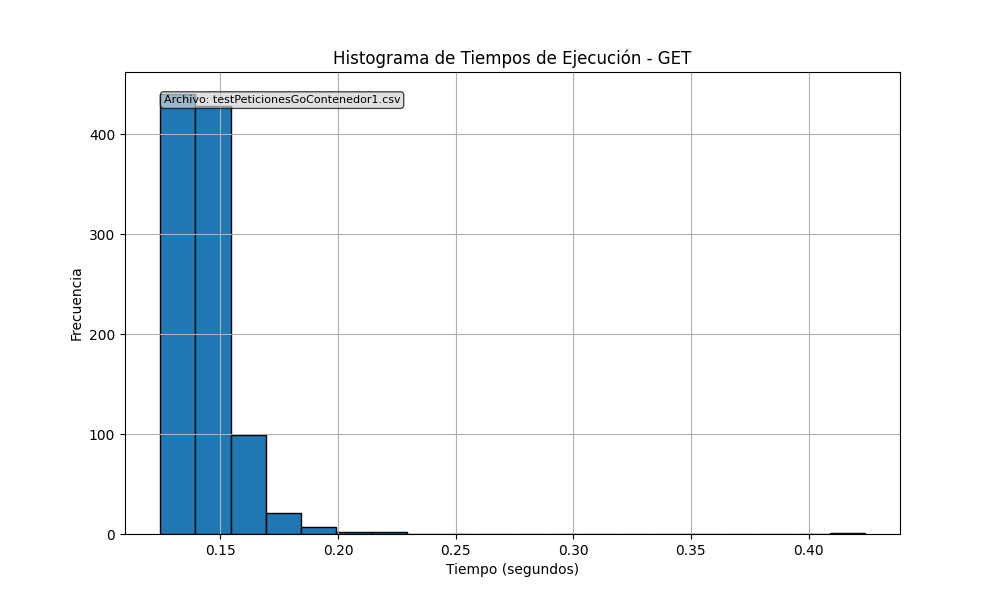 Histograma de Tiempos de Ejecución - GET
Archivo: testPeticionesGoContenedor1.csv
Frecuencia
400
300
200
100
0
0.15 0.20 0.25 0.30 0.35 0.40
Tiempo (segundos)